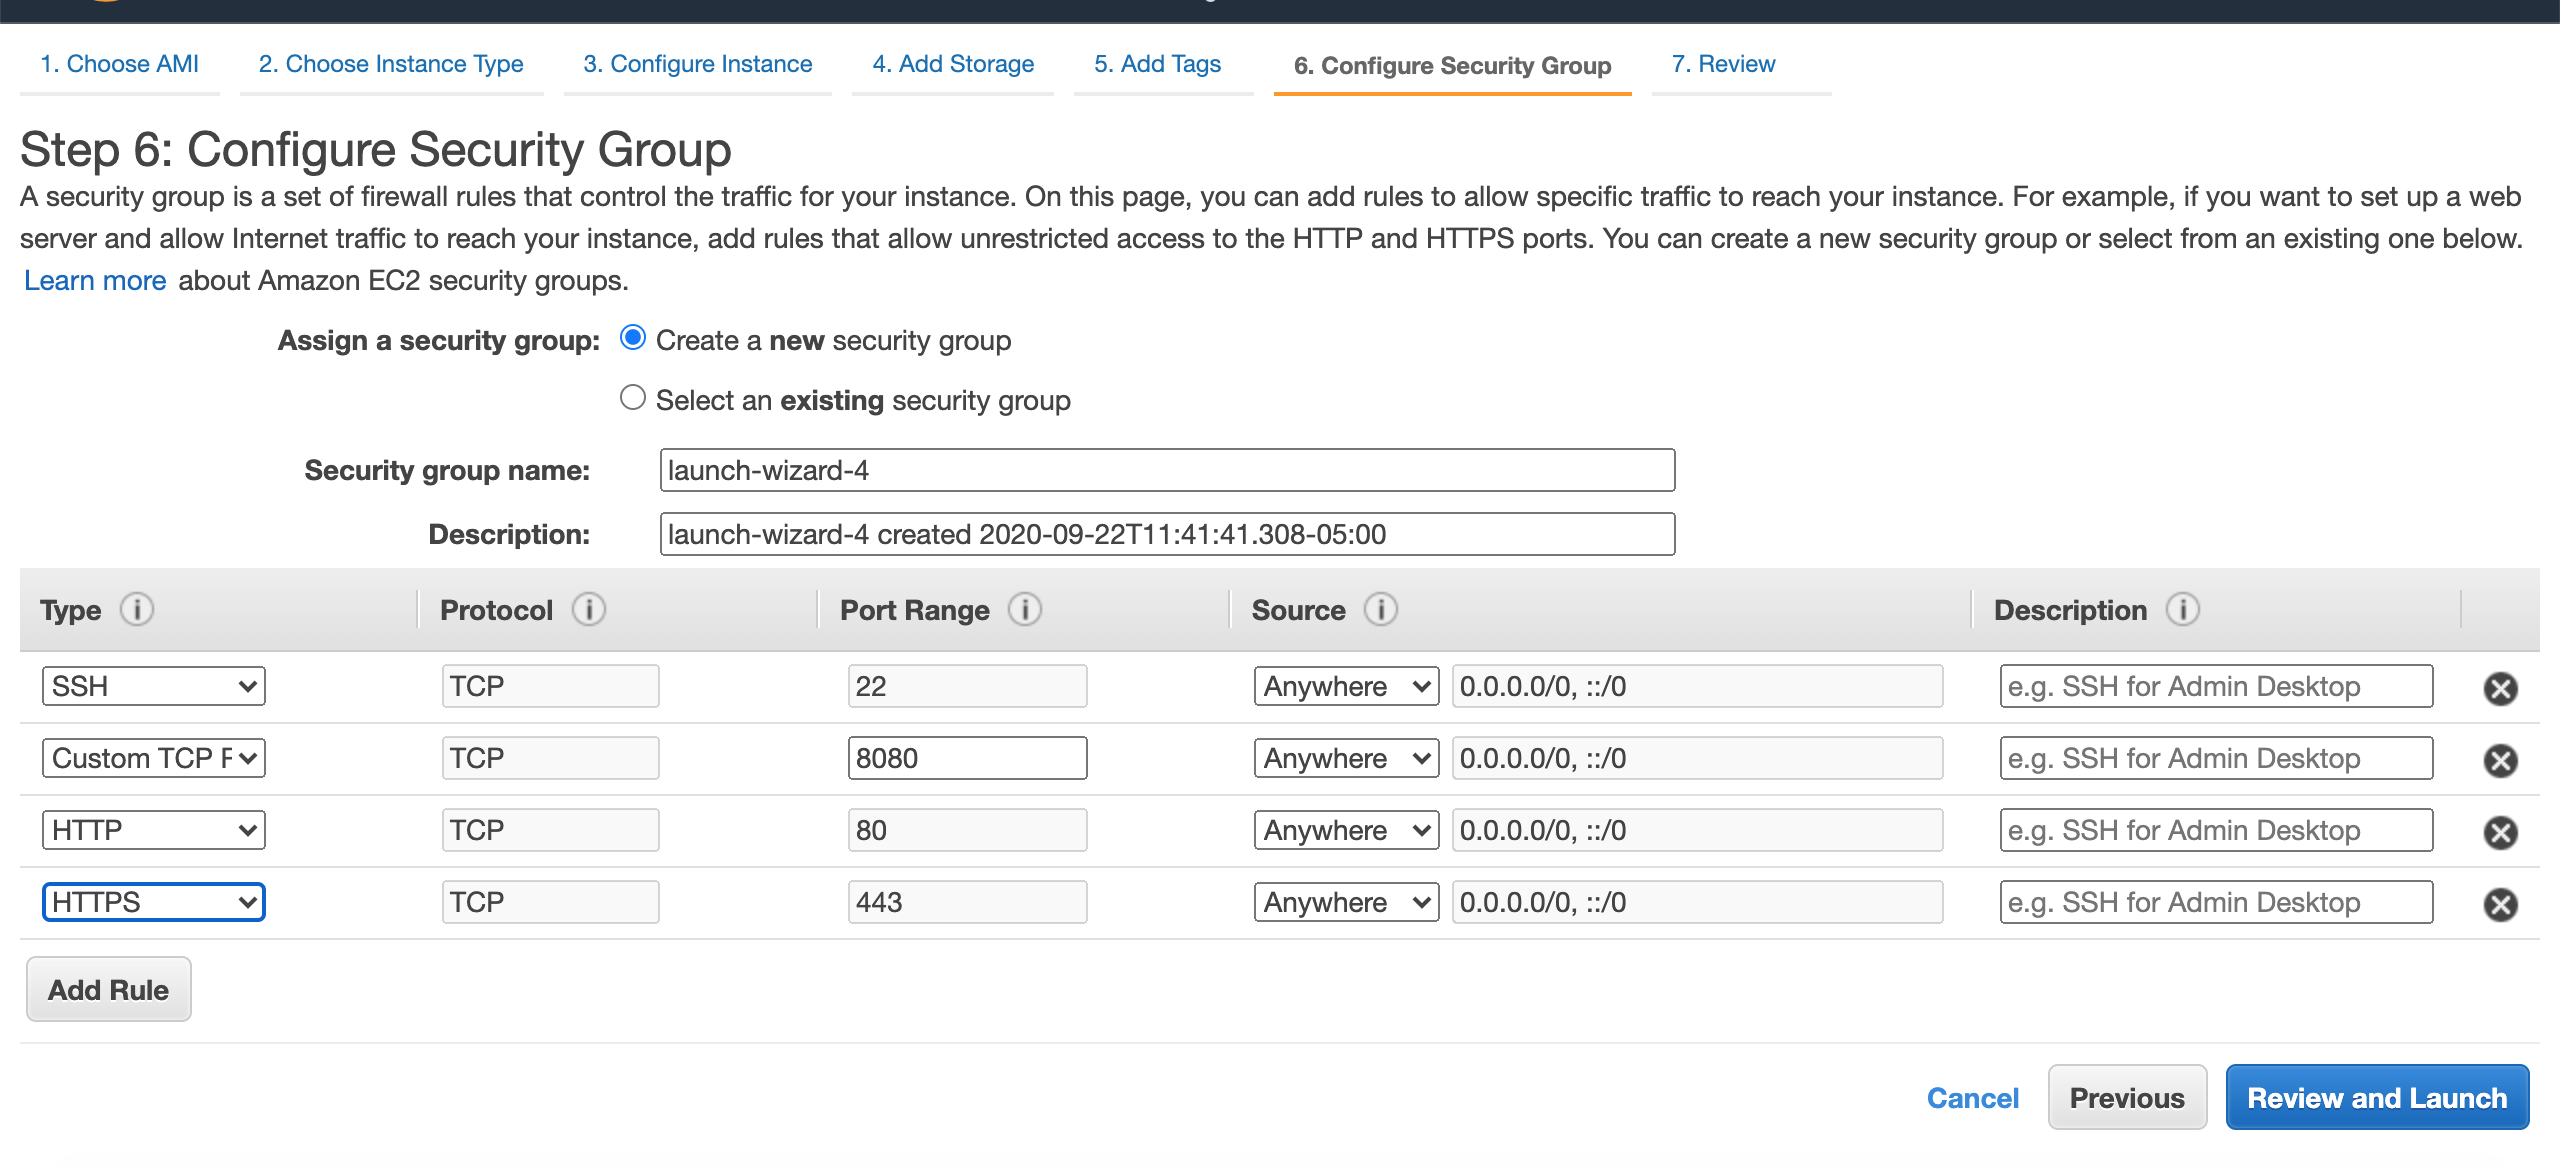 1. Choose AMI
2. Choose Instance Type
3. Configure Instance
4. Add Storage
5. Add Tags
6. Configure Security Group
7. Review
Step 6: Configure Security Group
A security group is a set of firewall rules that control the traffic for your instance. On this page, you can add rules to allow specific traffic to reach your instance. For example, if you want to set up a web
server and allow Internet traffic to reach your instance, add rules that allow unrestricted access to the HTTP and HTTPS ports. You can create a new security group or select from an existing one below.
Learn more about Amazon EC2 security groups.
Assign a security group: Create a new security group
Select an existing security group
Security group name: launch-wizard-4
Description: launch-wizard-4 created 2020-09-22T11:41:41.308-05:00
Type i Protocol i Port Range i Source i Description i
SSH TCP 22 Anywhere 0.0.0.0/0, ::/0 e.g. SSH for Admin Desktop
Custom TCP TCP 8080 Anywhere 0.0.0.0/0, ::/0 e.g. SSH for Admin Desktop
HTTP TCP 80 Anywhere 0.0.0.0/0, ::/0 e.g. SSH for Admin Desktop
HTTPS TCP 443 Anywhere 0.0.0.0/0, ::/0 e.g. SSH for Admin Desktop
Add Rule
Cancel Previous Review and Launch